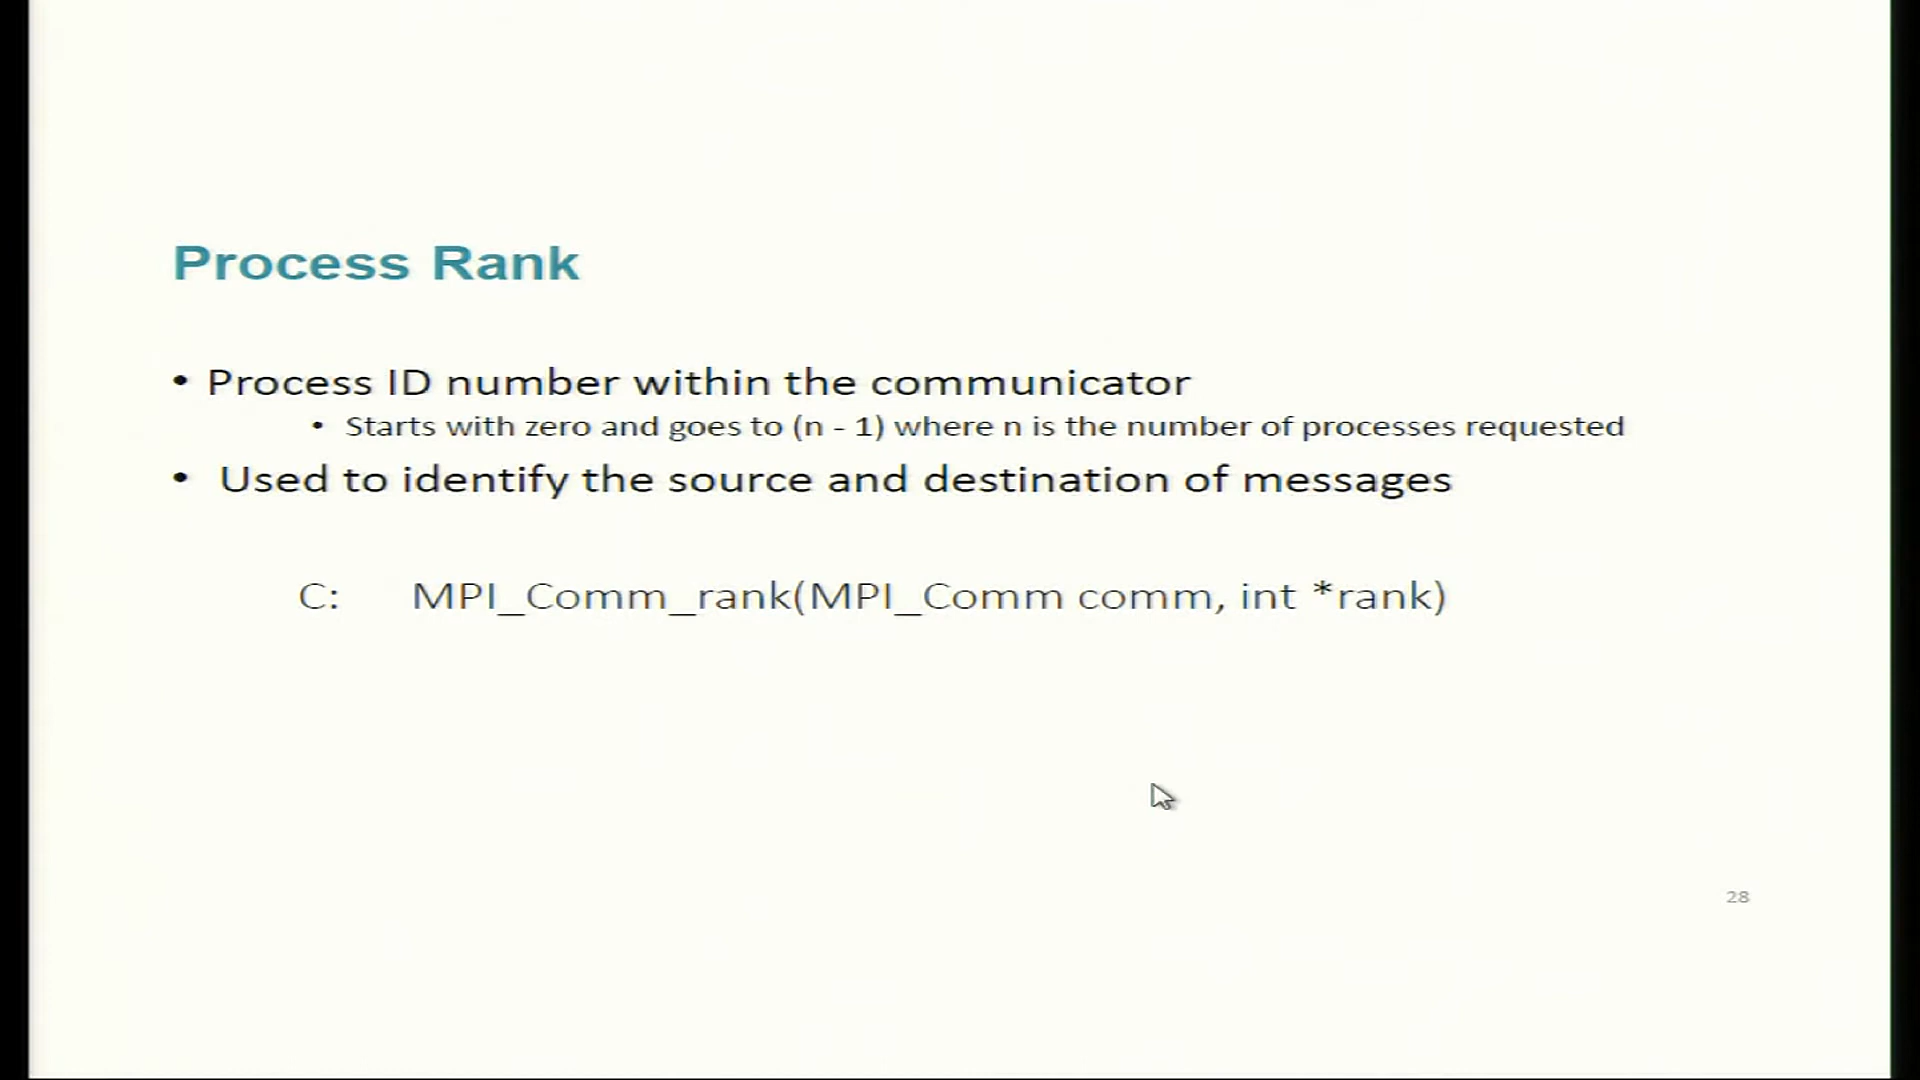 Process Rank
• Process ID number within the communicator
• Starts with zero and goes to (n - 1) where n is the number of processes requested
• Used to identify the source and destination of messages
C: MPI_Comm_rank(MPI_Comm comm, int *rank)
28